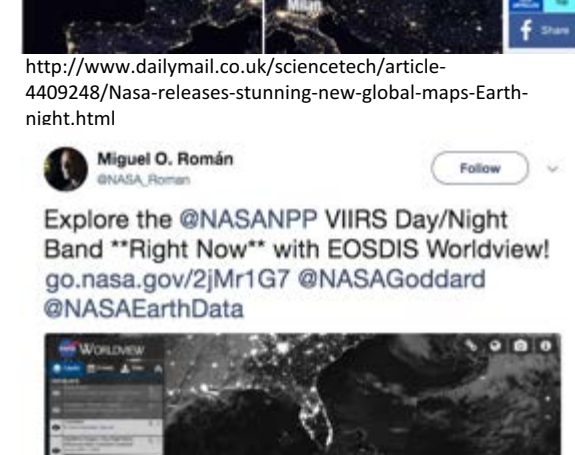 Milan
Share
http://www.dailymail.co.uk/sciencetech/article-
4409248/Nasa-releases-stunning-new-global-maps-Earth-
night.html
Miguel O. Román
@NASA_Roman
Follow
Explore the @NASANPP VIIRS Day/Night
Band **Right Now** with EOSDIS Worldview!
go.nasa.gov/2jMr1G7 @NASAGoddard
@NASAEarthData
WORLDVIEW